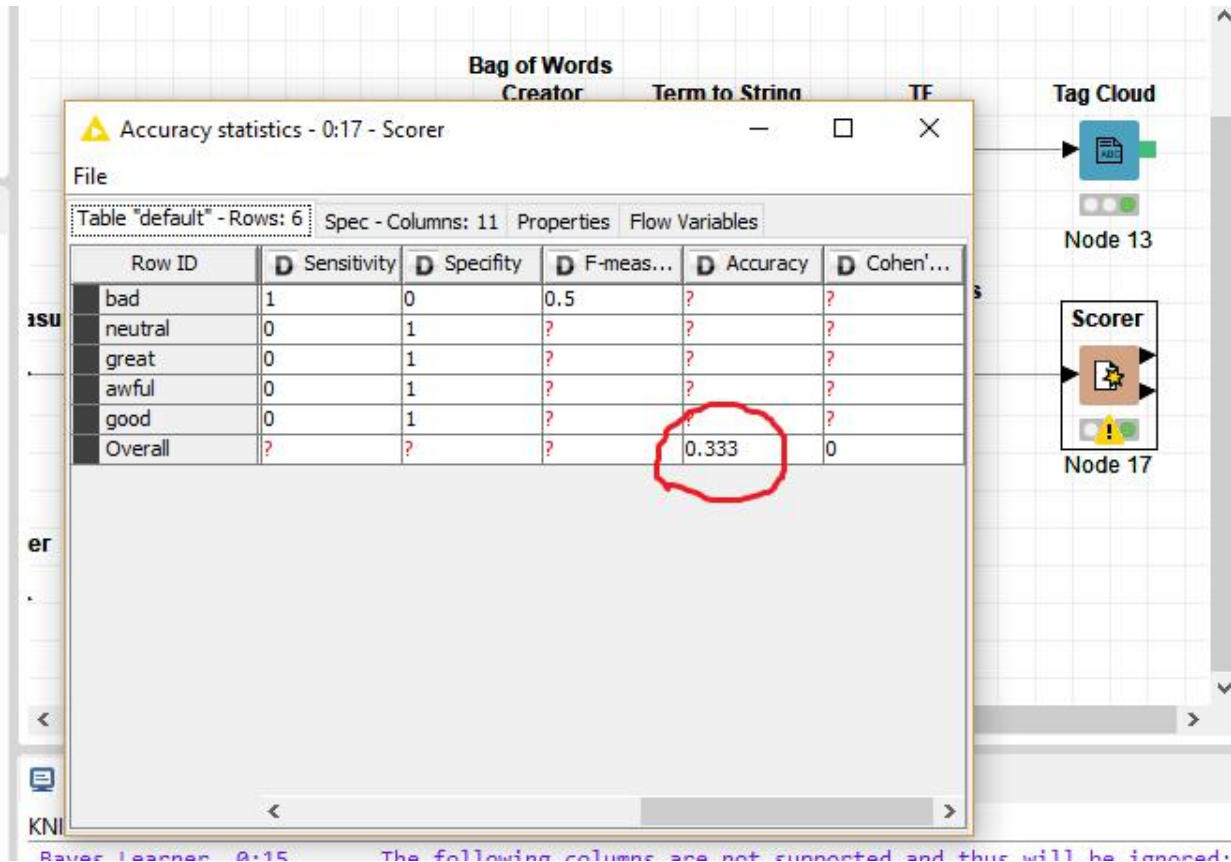 Bag of Words
Creator Term to String TF Tag Cloud
Accuracy statistics - 0:17 - Scorer
File
Table "default" - Rows: 6 Spec - Columns: 11 Properties Flow Variables
Node 13
Row ID D Sensitivity D Specifity D F-meas... D Accuracy D Cohen'...
bad 1 0 0.5 ? ?
neutral 0 1 ? ? ?
great 0 1 ? ? ?
awful 0 1 ? ? ?
good 0 1 ? ? ?
Overall ? ? ? 0.333 0
asu
s
Scorer
Node 17
er
KNI
Bayes Learner 0:15 The following columns are not supported and thus will be ignored